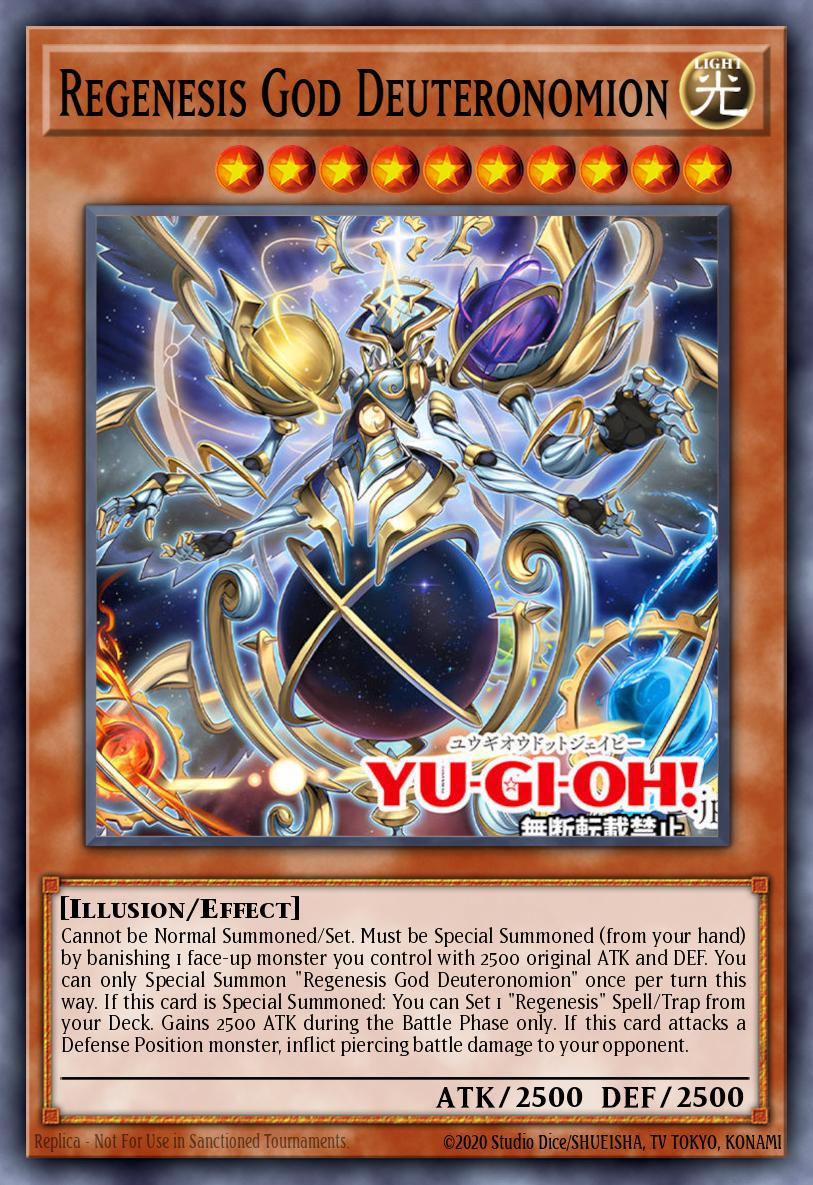 REGENESIS GOD DEUTERONOMION
LIGHT
光
ユウギオウドットジェイピー
YU-GI-OH!
.JP
無断転載禁止
[ILLUSION/EFFECT]
Cannot be Normal Summoned/Set. Must be Special Summoned (from your hand)
by banishing 1 face-up monster you control with 2500 original ATK and DEF. You
can only Special Summon "Regenesis God Deuteronomion" once per turn this
way. If this card is Special Summoned: You can Set 1 "Regenesis" Spell/Trap from
your Deck. Gains 2500 ATK during the Battle Phase only. If this card attacks a
Defense Position monster, inflict piercing battle damage to your opponent.
ATK/2500 DEF/2500
Replica - Not For Use in Sanctioned Tournaments.
©2020 Studio Dice/SHUEISHA, TV TOKYO, KONAMI